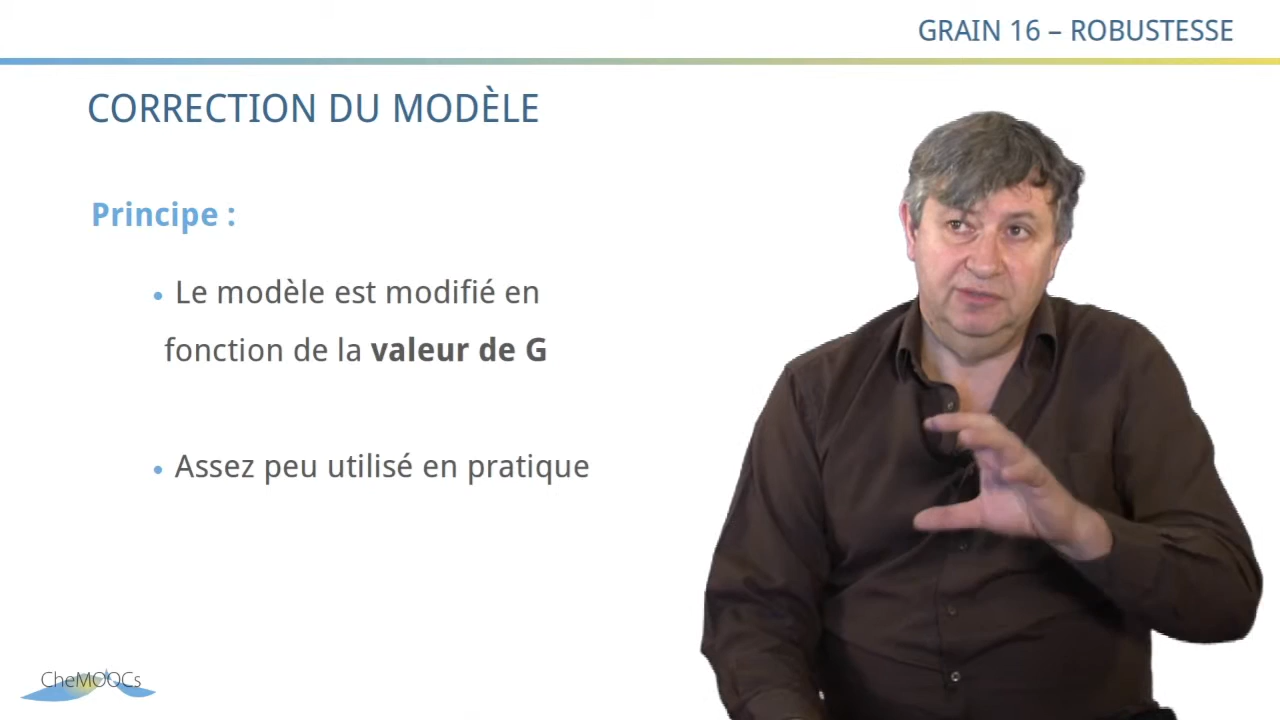 GRAIN 16 – ROBUSTESSE
CORRECTION DU MODÈLE
Principe :
• Le modèle est modifié en
fonction de la valeur de G
• Assez peu utilisé en pratique
CheMOOCs